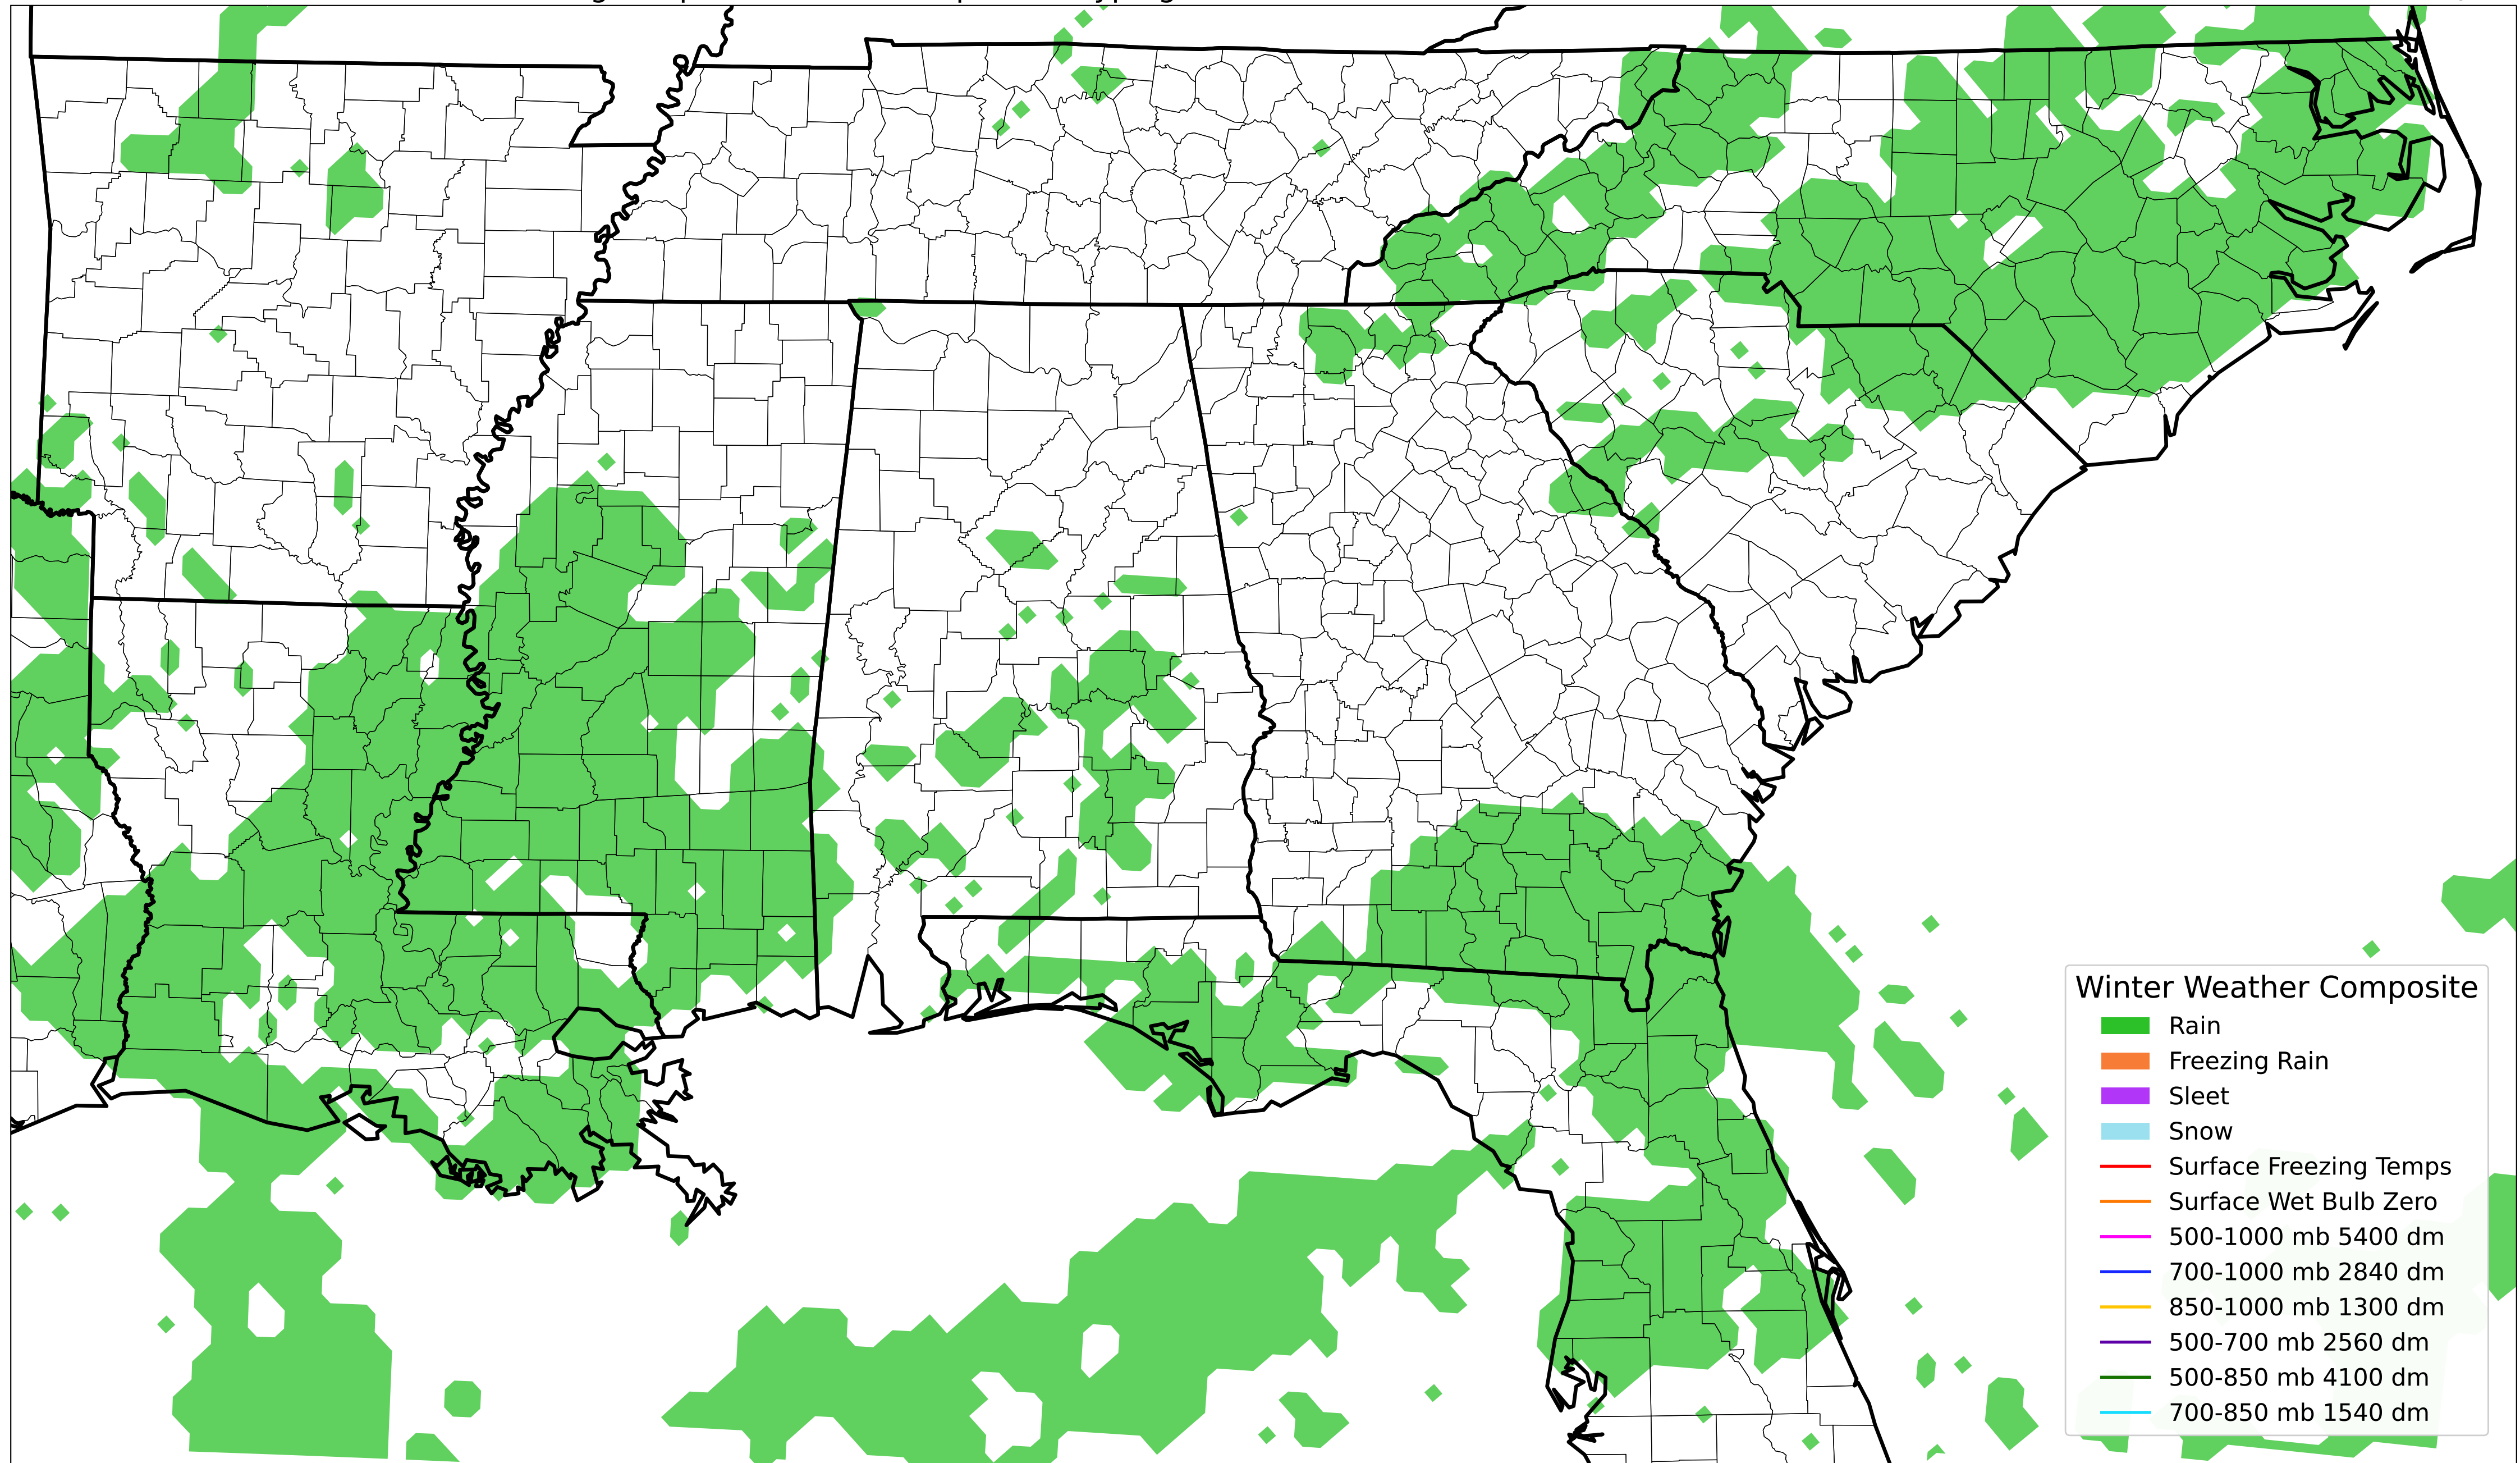 Winter Weather Composite
Rain
Freezing Rain
Sleet
Snow
Surface Freezing Temps
Surface Wet Bulb Zero
500-1000 mb 5400 dm
700-1000 mb 2840 dm
850-1000 mb 1300 dm
500-700 mb 2560 dm
500-850 mb 4100 dm
700-850 mb 1540 dm